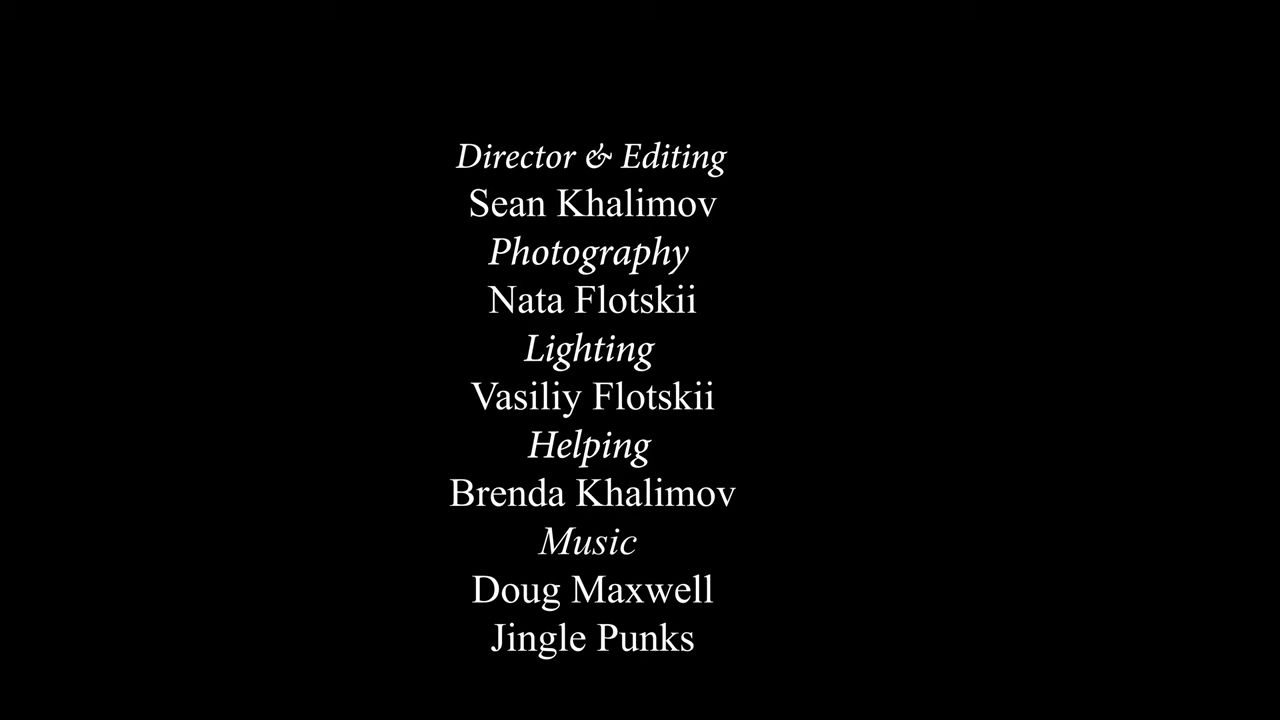 Director & Editing
Sean Khalimov
Photography
Nata Flotskii
Lighting
Vasiliy Flotskii
Helping
Brenda Khalimov
Music
Doug Maxwell
Jingle Punks